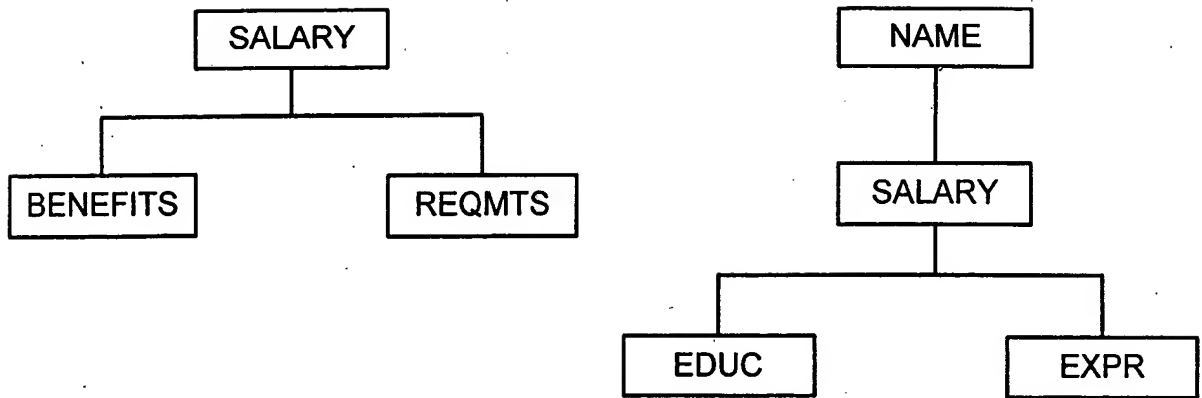 SALARY
BENEFITS
REQMTS
NAME
SALARY
EDUC
EXPR